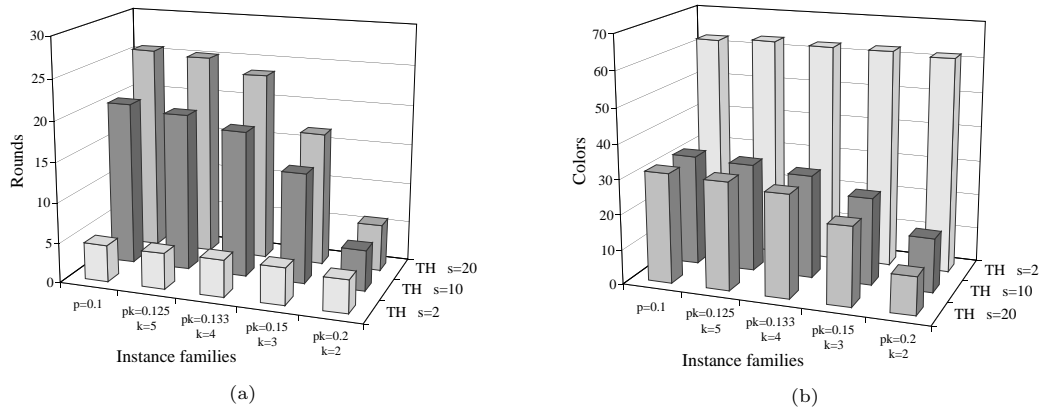 30
25
20
15
10
5
0
Rounds
p=0.1
pk=0.125
k=5
pk=0.133
k=4
pk=0.15
k=3
pk=0.2
k=2
TH s=20
TH s=10
TH s=2
Instance families
(a)
70
60
50
40
30
20
10
0
Colors
p=0.1
pk=0.125
k=5
pk=0.133
k=4
pk=0.15
k=3
pk=0.2
k=2
TH s=2
TH s=10
TH s=20
Instance families
(b)